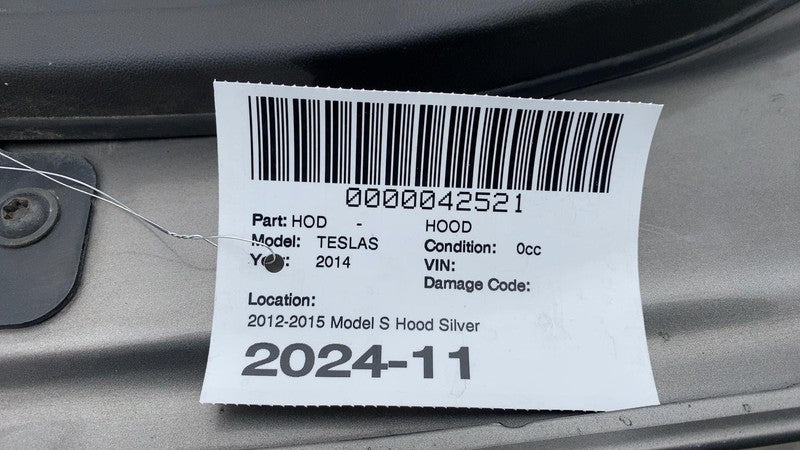 0000042521
Part: HOD - HOOD
Model: TESLAS Condition: 0cc
2014 VIN:
Damage Code:
Location:
2012-2015 Model S Hood Silver
2024-11